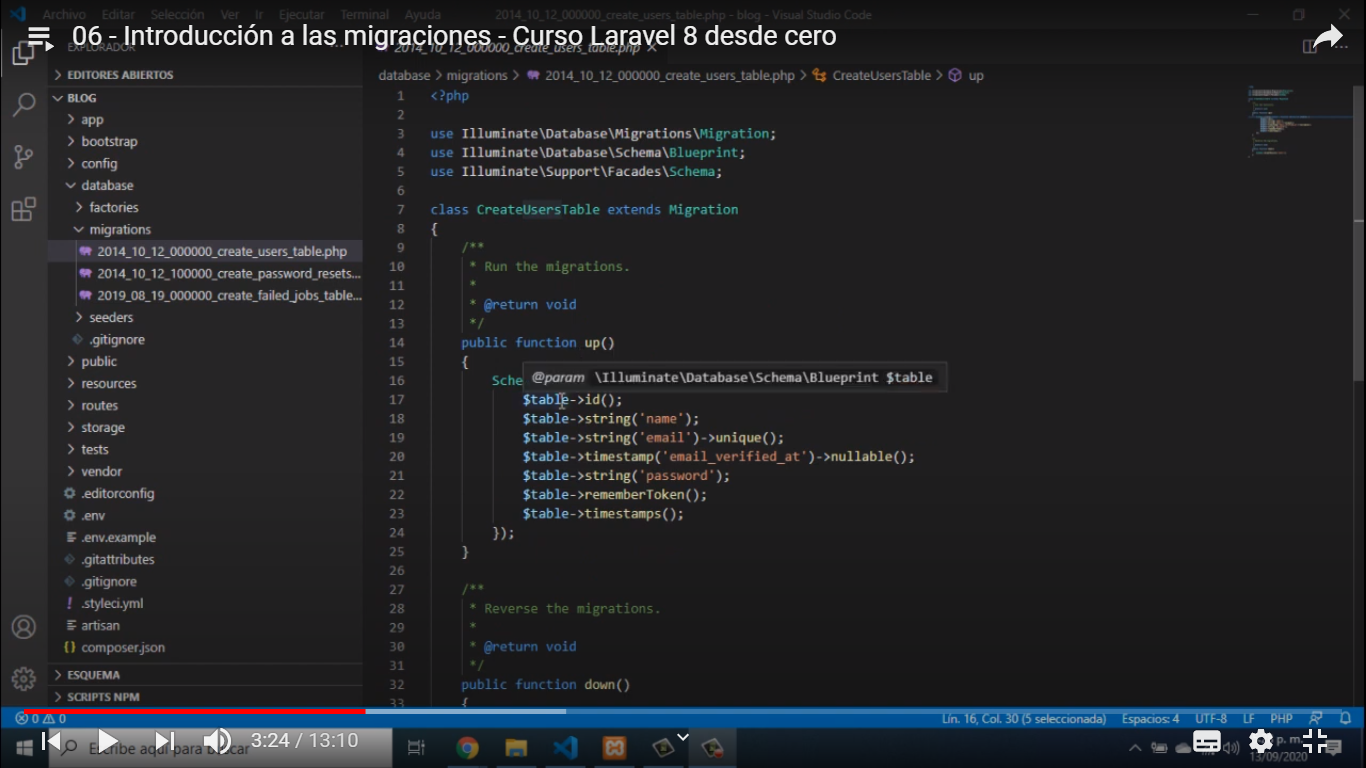 Archivo Editar Selección Ver Ir Ejecutar Terminal Ayuda 2014_10_12_000000_create_users_table.php - blog - Visual Studio Code
06 - Introducción a las migraciones - Curso Laravel 8 desde cero
EXPLORADOR
2014_10_12_000000_create_users_table.php
EDITORES ABIERTOS
database > migrations > 2014_10_12_000000_create_users_table.php > CreateUsersTable > up
BLOG
app
bootstrap
config
database
factories
migrations
2014_10_12_000000_create_users_table.php
2014_10_12_100000_create_password_resets...
2019_08_19_000000_create_failed_jobs_table...
seeders
.gitignore
public
resources
routes
storage
tests
vendor
.editorconfig
.env
.env.example
.gitattributes
.gitignore
.styleci.yml
artisan
composer.json
ESQUEMA
SCRIPTS NPM
1 <?php
2
3 use Illuminate\Database\Migrations\Migration;
4 use Illuminate\Database\Schema\Blueprint;
5 use Illuminate\Support\Facades\Schema;
6
7 class CreateUsersTable extends Migration
8 {
9 /**
10 * Run the migrations.
11 *
12 * @return void
13 */
14 public function up()
15 {
@param \Illuminate\Database\Schema\Blueprint $table
16 Sche
17 $table->id();
18 $table->string('name');
19 $table->string('email')->unique();
20 $table->timestamp('email_verified_at')->nullable();
21 $table->string('password');
22 $table->rememberToken();
23 $table->timestamps();
24 });
25 }
26
27 /**
28 * Reverse the migrations.
29 *
30 * @return void
31 */
32 public function down()
33 {
0 0 Lín. 16, Col. 30 (5 seleccionada) Espacios: 4 UTF-8 LF PHP
3:24 / 13:10
Escribe aquí para buscar
p. m.
13/09/2020